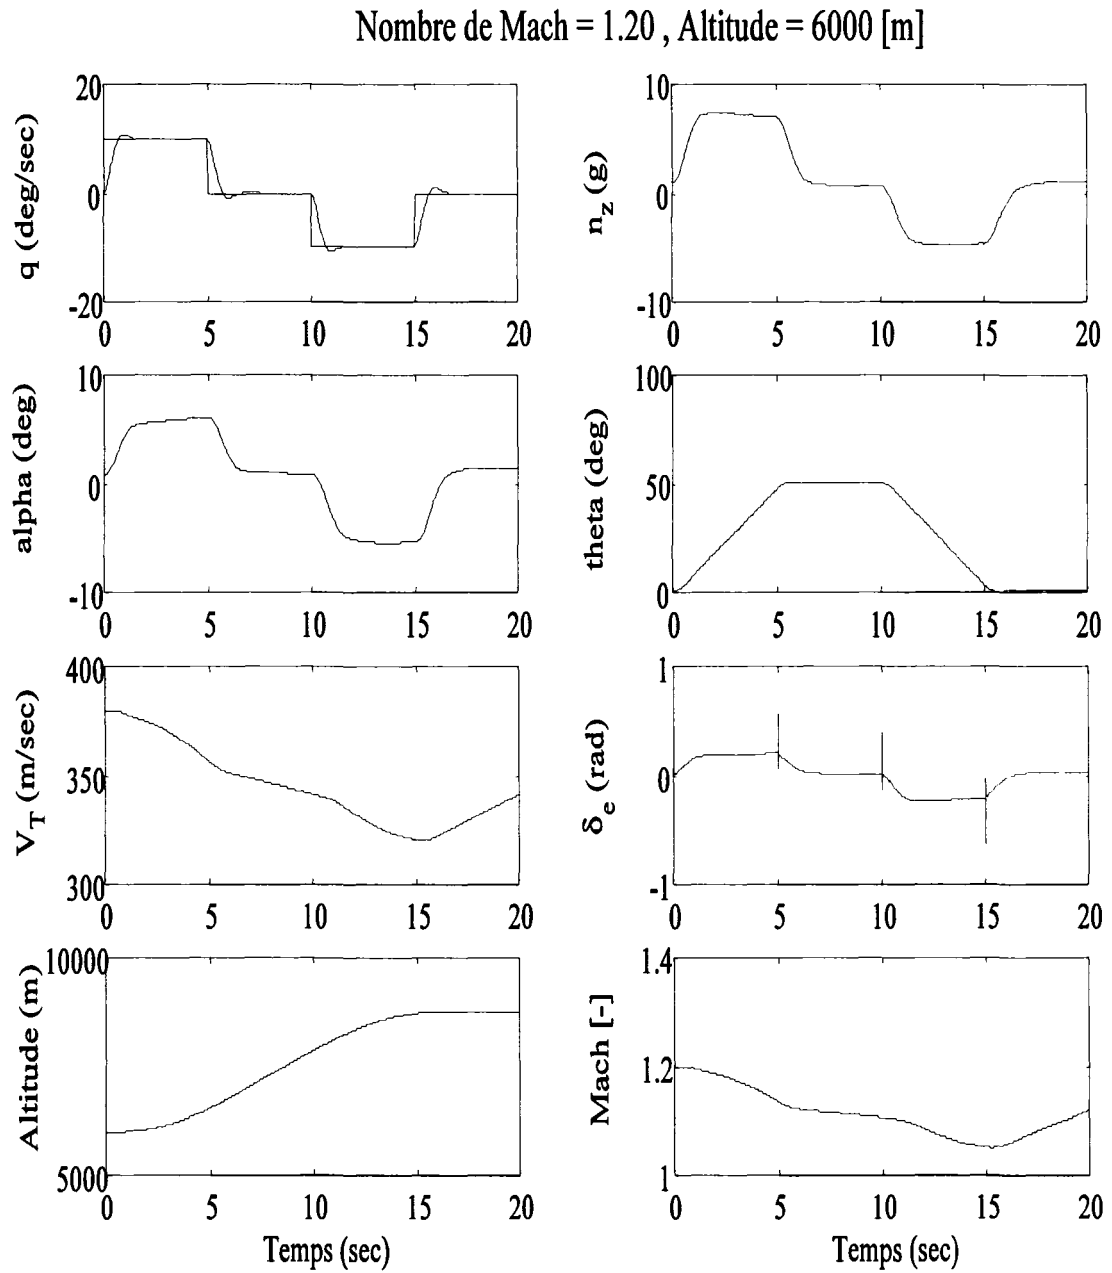 Nombre de Mach = 1.20 , Altitude = 6000 [m]
q (deg/sec)
20
0
-20
0 5 10 15 20
n_z (g)
10
0
-10
0 5 10 15 20
alpha (deg)
10
0
-10
0 5 10 15 20
theta (deg)
100
50
0
0 5 10 15 20
V_T (m/sec)
400
350
300
0 5 10 15 20
δ_e (rad)
1
0
-1
0 5 10 15 20
Altitude (m)
10000
5000
0 5 10 15 20
Temps (sec)
Mach [-]
1.4
1.2
1
0 5 10 15 20
Temps (sec)